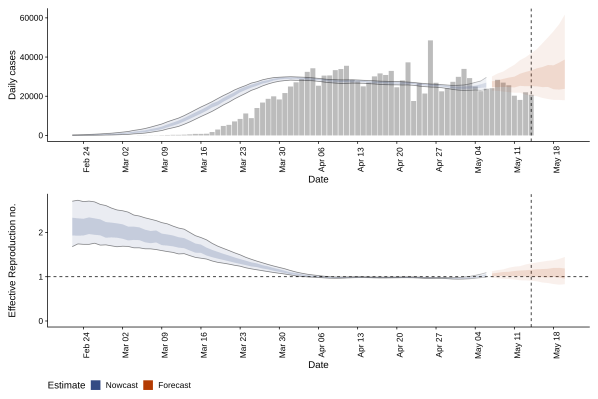 Daily cases
60000
40000
20000
0
Feb 24
Mar 02
Mar 09
Mar 16
Mar 23
Mar 30
Apr 06
Apr 13
Apr 20
Apr 27
May 04
May 11
May 18
Date
Effective Reproduction no.
2
1
0
Feb 24
Mar 02
Mar 09
Mar 16
Mar 23
Mar 30
Apr 06
Apr 13
Apr 20
Apr 27
May 04
May 11
May 18
Date
Estimate Nowcast Forecast